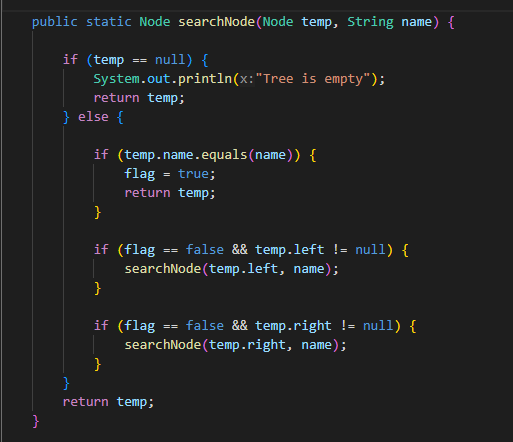 public static Node searchNode(Node temp, String name) {
if (temp == null) {
System.out.println(x:"Tree is empty");
return temp;
} else {
if (temp.name.equals(name)) {
flag = true;
return temp;
}
if (flag == false && temp.left != null) {
searchNode(temp.left, name);
}
if (flag == false && temp.right != null) {
searchNode(temp.right, name);
}
}
return temp;
}